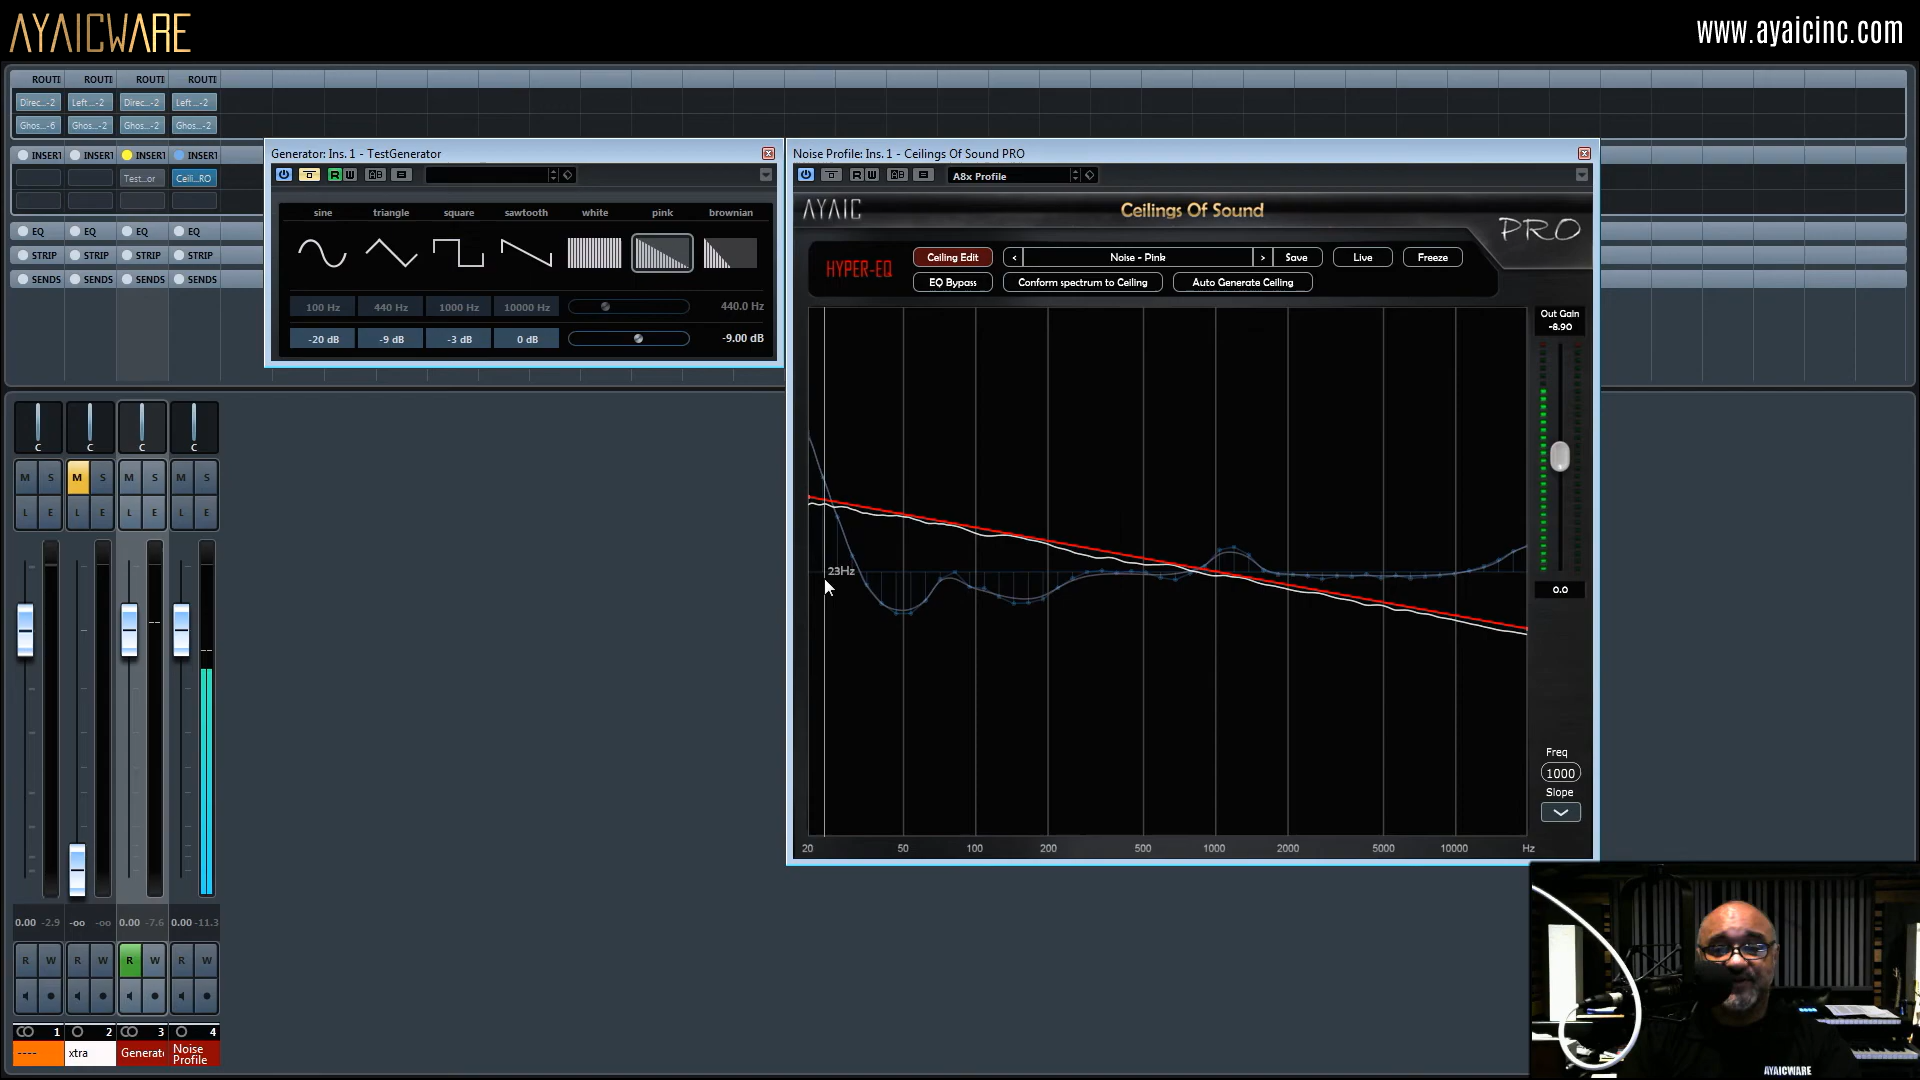 AYAICWARE
www.ayaicinc.com
ROUTI ROUTI ROUTI ROUTI
Direc...-2 Left ...-2 Direc...-2 Left ...-2
Ghos...-6 Ghos...-2 Ghos...-2 Ghos...-2
INSERT INSERT INSERT INSERT
Test...or Ceili...RO
EQ EQ EQ EQ
STRIP STRIP STRIP STRIP
SENDS SENDS SENDS SENDS
Generator: Ins. 1 - TestGenerator
R W
sine triangle square sawtooth white pink brownian
100 Hz 440 Hz 1000 Hz 10000 Hz 440.0 Hz
-20 dB -9 dB -3 dB 0 dB -9.00 dB
Noise Profile: Ins. 1 - Ceilings Of Sound PRO
R W A8x Profile
AYAIC Ceilings Of Sound PRO
HYPER-EQ
Ceiling Edit < Noise - Pink > Save Live Freeze
EQ Bypass Conform spectrum to Ceiling Auto Generate Ceiling
Out Gain
-8.90
23Hz
0.0
Freq
1000
Slope
20 50 100 200 500 1000 2000 5000 10000 Hz
C C C C
M S M S M S M S
L E L E L E L E
0.00 -2.9 -oo -oo 0.00 -7.6 0.00 -11.3
R W R W R W R W
1 2 3 4
---- xtra Generato Noise
Profile
AYAICWARE